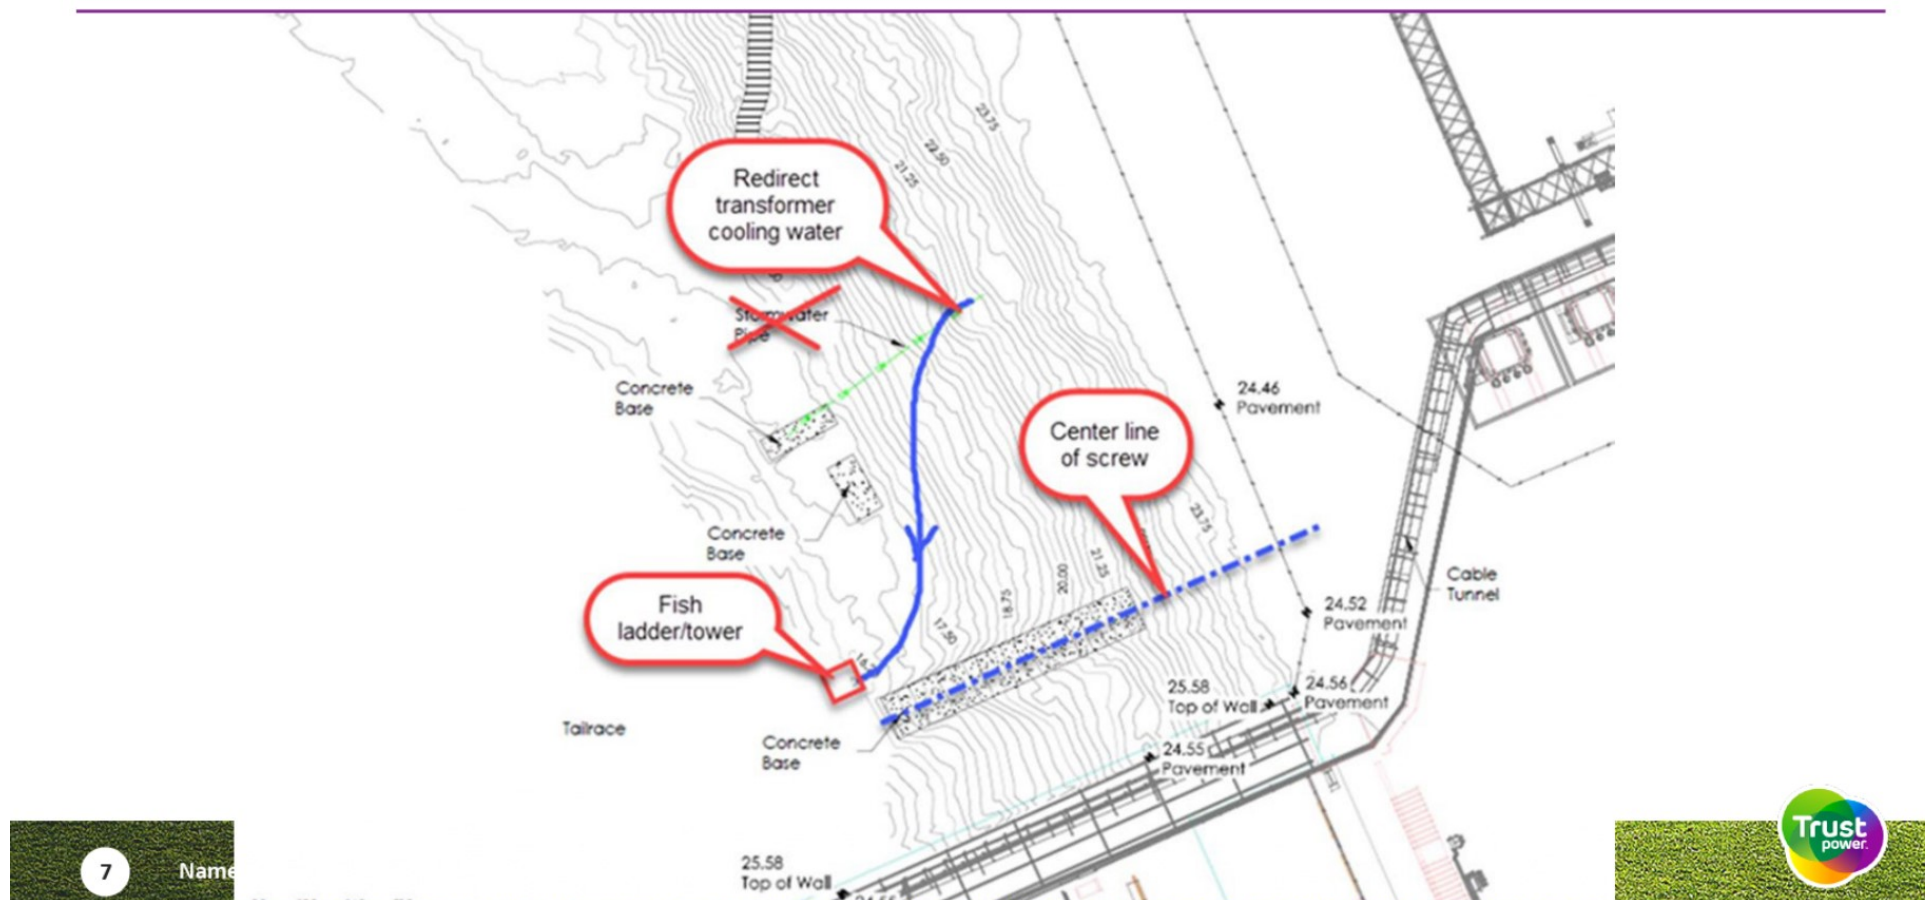 23.75
22.50
21.25
Redirect
transformer
cooling water
Stormwater
Pipe
Concrete
Base
24.46
Pavement
Center line
of screw
23.75
Concrete
Base
21.25
20.00
18.75
17.50
Cable
Tunnel
Fish
ladder/tower
24.52
Pavement
25.58
Top of Wall
24.56
Pavement
Tailrace
Concrete
Base
24.55
Pavement
25.58
Top of Wall
Trust
power.
7
Name